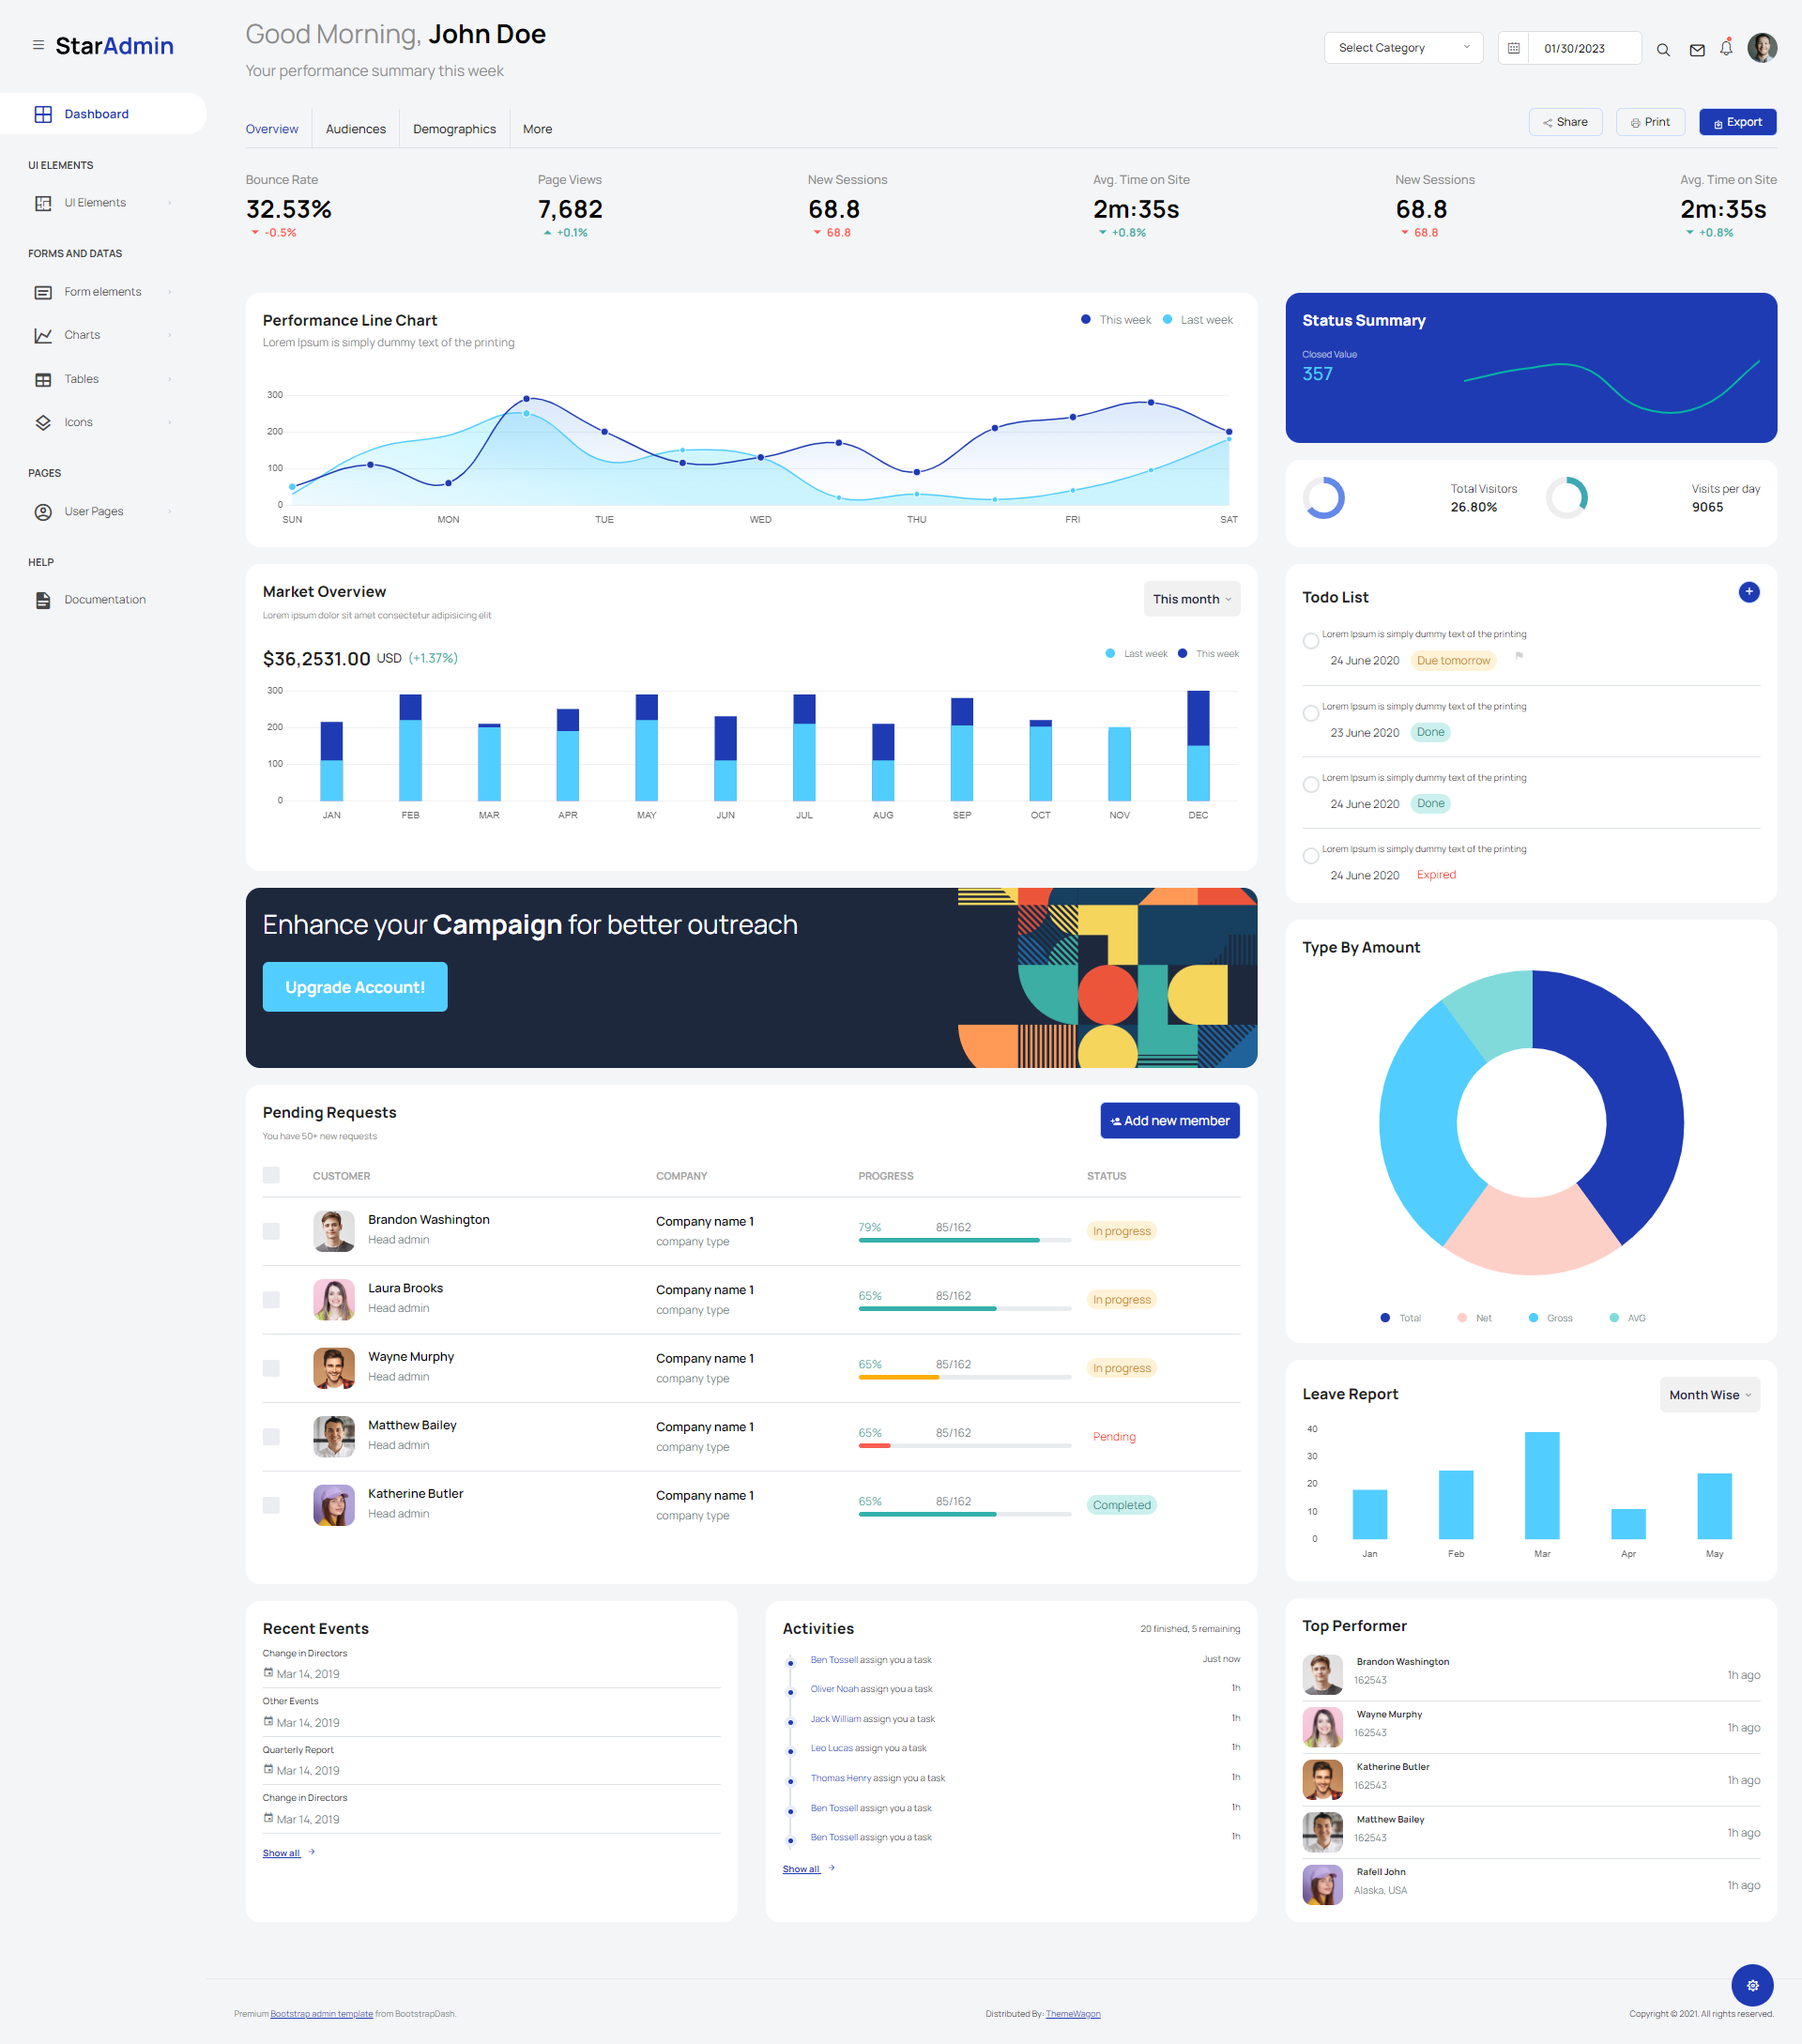 StarAdmin
Good Morning, John Doe
Your performance summary this week
Select Category
01/30/2023
Dashboard
UI ELEMENTS
UI Elements
FORMS AND DATAS
Form elements
Charts
Tables
Icons
PAGES
User Pages
HELP
Documentation
Overview
Audiences
Demographics
More
Share
Print
Export
Bounce Rate
32.53%
-0.5%
Page Views
7,682
+0.1%
New Sessions
68.8
68.8
Avg. Time on Site
2m:35s
+0.8%
New Sessions
68.8
68.8
Avg. Time on Site
2m:35s
+0.8%
Performance Line Chart
Lorem Ipsum is simply dummy text of the printing
This week
Last week
300
200
100
0
SUN MON TUE WED THU FRI SAT
Status Summary
Closed Value
357
Total Visitors
26.80%
Visits per day
9065
Market Overview
Lorem ipsum dolor sit amet consectetur adipisicing elit
This month
$36,2531.00 USD (+1.37%)
Last week
This week
300
200
100
0
JAN FEB MAR APR MAY JUN JUL AUG SEP OCT NOV DEC
Todo List
+
Lorem Ipsum is simply dummy text of the printing
24 June 2020 Due tomorrow
Lorem Ipsum is simply dummy text of the printing
23 June 2020 Done
Lorem Ipsum is simply dummy text of the printing
24 June 2020 Done
Lorem Ipsum is simply dummy text of the printing
24 June 2020 Expired
Enhance your Campaign for better outreach
Upgrade Account!
Type By Amount
Total Net Gross AVG
Pending Requests
You have 50+ new requests
Add new member
CUSTOMER COMPANY PROGRESS STATUS
Brandon Washington
Head admin
Company name 1
company type
79% 85/162
In progress
Laura Brooks
Head admin
Company name 1
company type
65% 85/162
In progress
Wayne Murphy
Head admin
Company name 1
company type
65% 85/162
In progress
Matthew Bailey
Head admin
Company name 1
company type
65% 85/162
Pending
Katherine Butler
Head admin
Company name 1
company type
65% 85/162
Completed
Leave Report
Month Wise
40
30
20
10
0
Jan Feb Mar Apr May
Recent Events
Change in Directors
Mar 14, 2019
Other Events
Mar 14, 2019
Quarterly Report
Mar 14, 2019
Change in Directors
Mar 14, 2019
Show all
Activities
20 finished, 5 remaining
Ben Tossell assign you a task Just now
Oliver Noah assign you a task 1h
Jack William assign you a task 1h
Leo Lucas assign you a task 1h
Thomas Henry assign you a task 1h
Ben Tossell assign you a task 1h
Ben Tossell assign you a task 1h
Show all
Top Performer
Brandon Washington
162543
1h ago
Wayne Murphy
162543
1h ago
Katherine Butler
162543
1h ago
Matthew Bailey
162543
1h ago
Rafell John
Alaska, USA
1h ago
Premium Bootstrap admin template from BootstrapDash.
Distributed By: ThemeWagon
Copyright © 2021. All rights reserved.